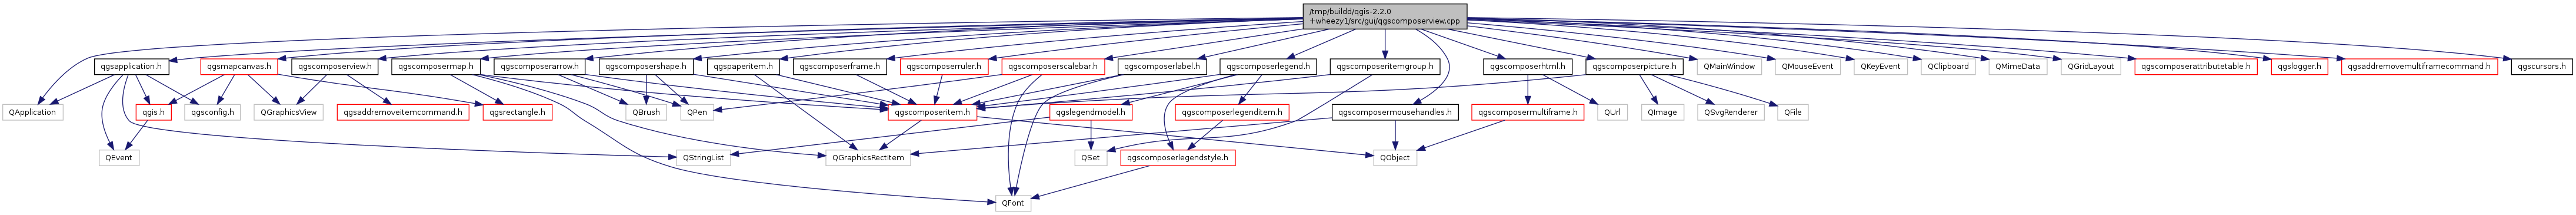 /tmp/buildd/qgis-2.2.0
+wheezy1/src/gui/qgscomposerview.cpp
qgsapplication.h
qgsmapcanvas.h
qgscomposerview.h
qgscomposermap.h
qgscomposerarrow.h
qgscomposershape.h
qgspaperitem.h
qgscomposerframe.h
qgscomposerruler.h
qgscomposerscalebar.h
qgscomposerlabel.h
qgscomposerlegend.h
qgscomposeritemgroup.h
qgscomposerhtml.h
qgscomposerpicture.h
QMainWindow
QMouseEvent
QKeyEvent
QClipboard
QMimeData
QGridLayout
qgscomposerattributetable.h
qgslogger.h
qgsaddremovemultiframecommand.h
qgscursors.h
QApplication
qgis.h
qgsconfig.h
QGraphicsView
qgsaddremoveitemcommand.h
qgsrectangle.h
QBrush
QPen
qgscomposeritem.h
qgslegendmodel.h
qgscomposerlegenditem.h
qgscomposermousehandles.h
qgscomposermultiframe.h
QUrl
QImage
QSvgRenderer
QFile
QEvent
QStringList
QGraphicsRectItem
QSet
qgscomposerlegendstyle.h
QObject
QFont